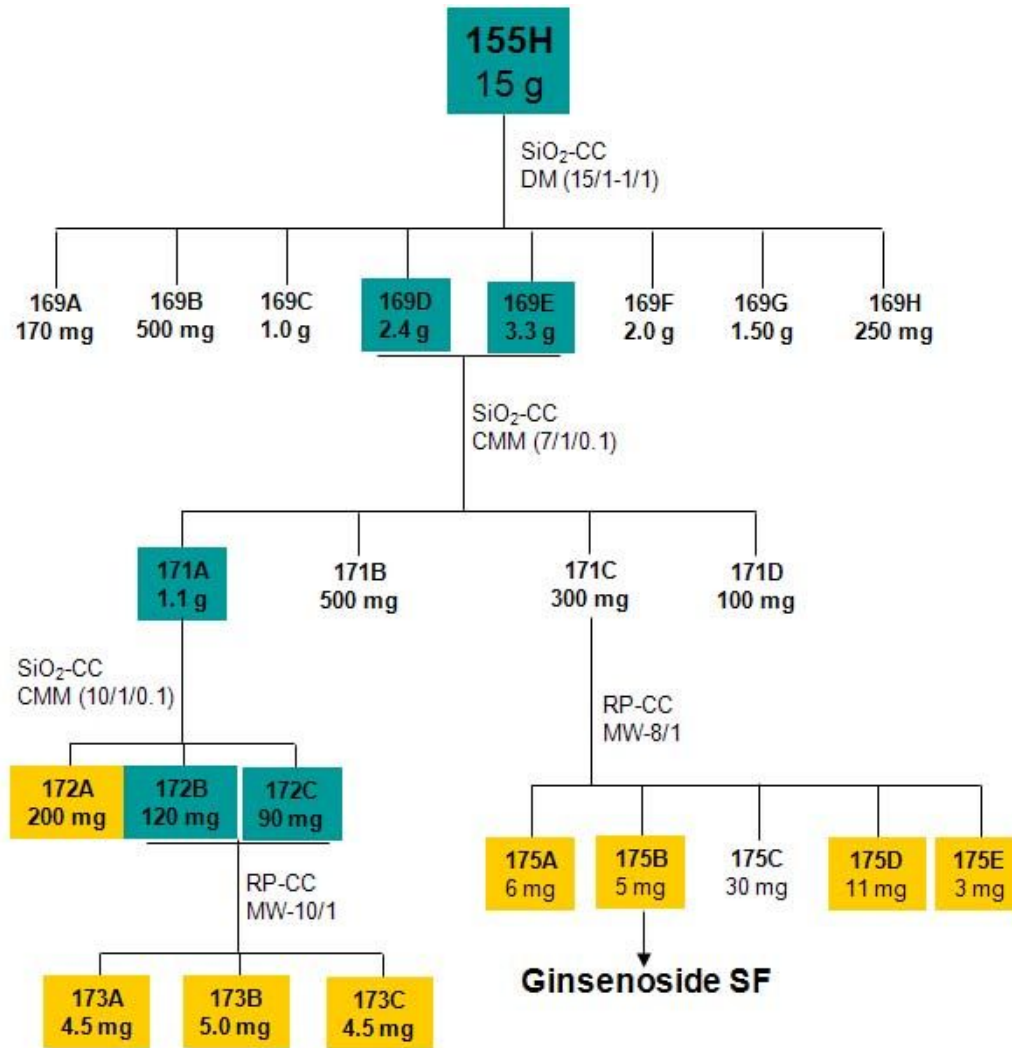 155H
15 g
SiO₂-CC
DM (15/1-1/1)
169A
170 mg
169B
500 mg
169C
1.0 g
169D
2.4 g
169E
3.3 g
169F
2.0 g
169G
1.50 g
169H
250 mg
SiO₂-CC
CMM (7/1/0.1)
171A
1.1 g
171B
500 mg
171C
300 mg
171D
100 mg
SiO₂-CC
CMM (10/1/0.1)
RP-CC
MW-8/1
172A
200 mg
172B
120 mg
172C
90 mg
175A
6 mg
175B
5 mg
175C
30 mg
175D
11 mg
175E
3 mg
RP-CC
MW-10/1
Ginsenoside SF
173A
4.5 mg
173B
5.0 mg
173C
4.5 mg